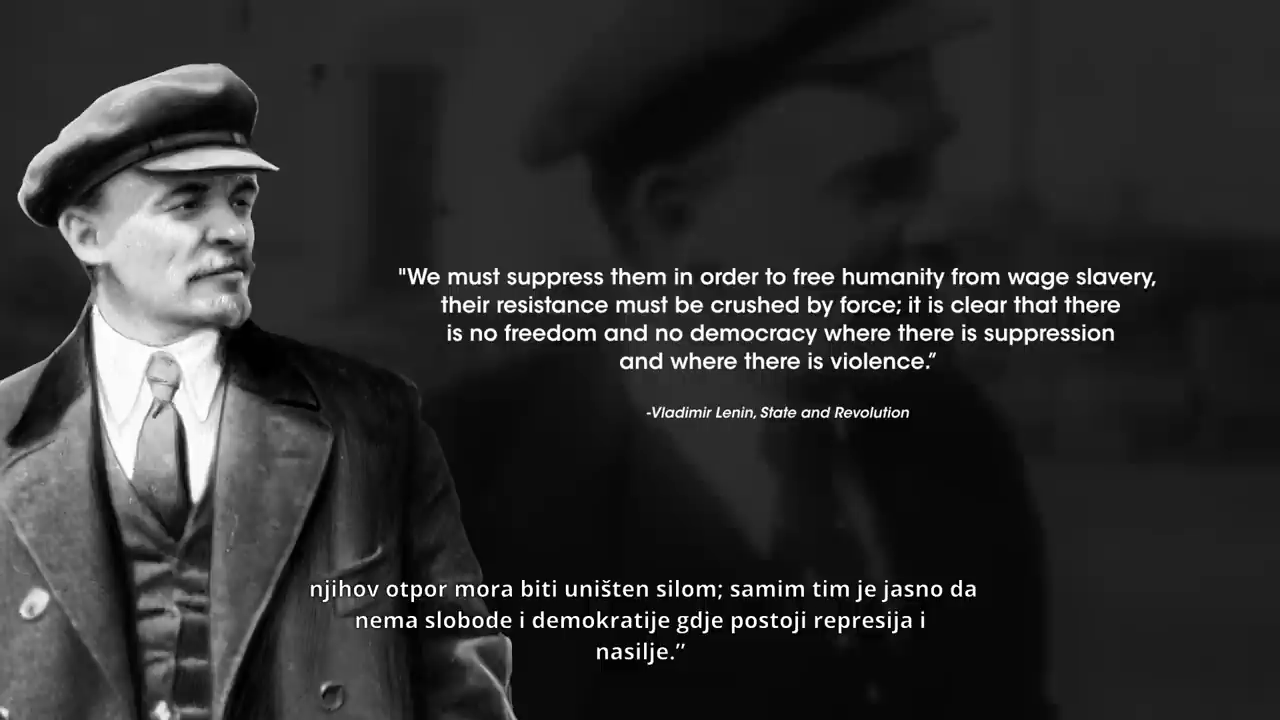 "We must suppress them in order to free humanity from wage slavery,
their resistance must be crushed by force; it is clear that there
is no freedom and no democracy where there is suppression
and where there is violence.”
-Vladimir Lenin, State and Revolution
njihov otpor mora biti uništen silom; samim tim je jasno da
nema slobode i demokratije gdje postoji represija i
nasilje.’’